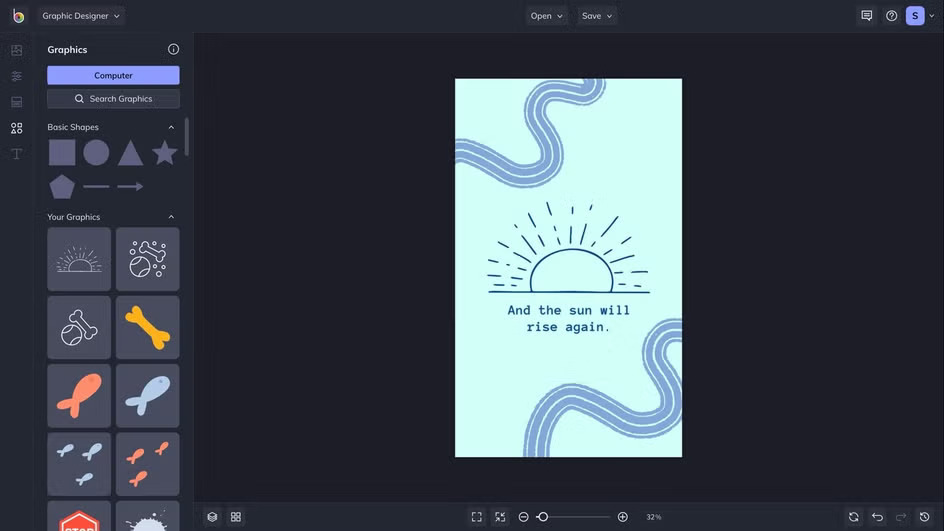 Graphic Designer
Open
Save
S
Graphics
Computer
Search Graphics
Basic Shapes
Your Graphics
STOP
And the sun will
rise again.
32%